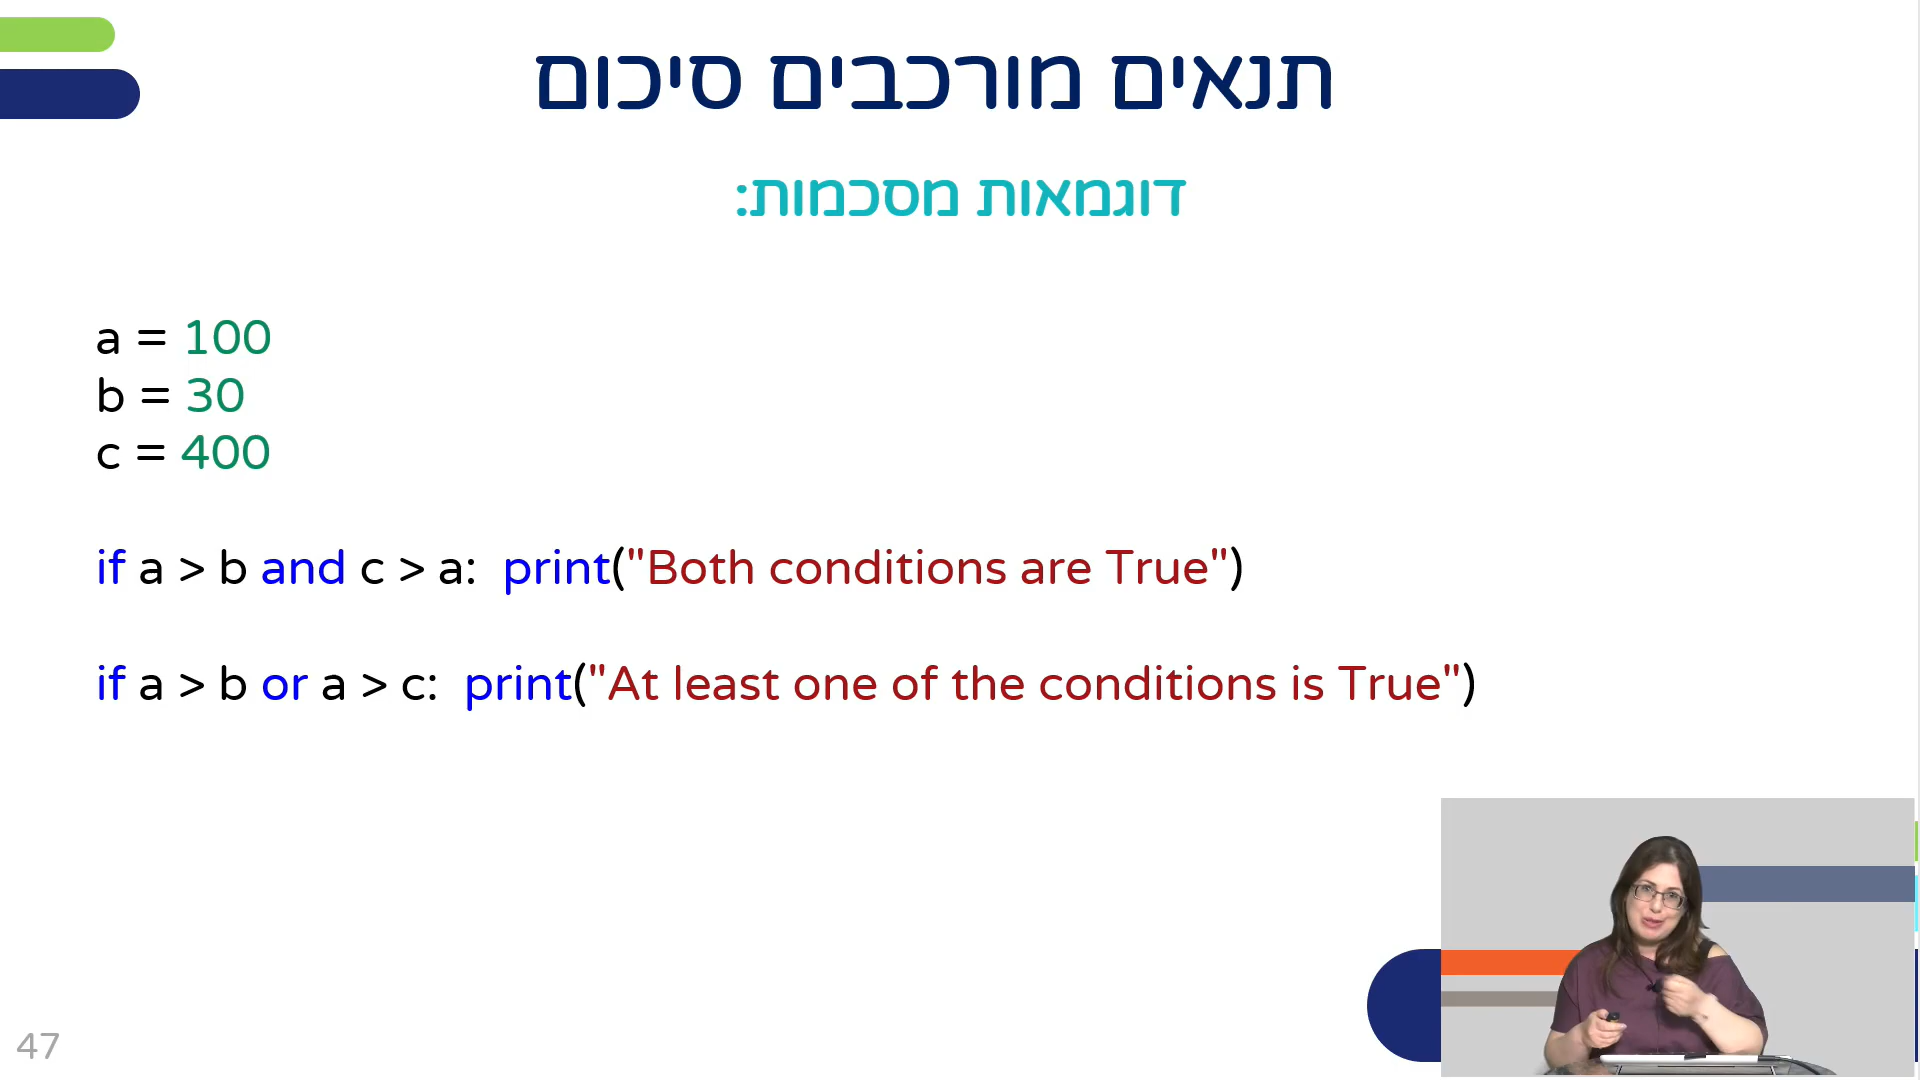 תנאים מורכבים סיכום
דוגמאות מסכמות:
a = 100
b = 30
c = 400
if a > b and c > a:  print("Both conditions are True")
if a > b or a > c:  print("At least one of the conditions is True")
47